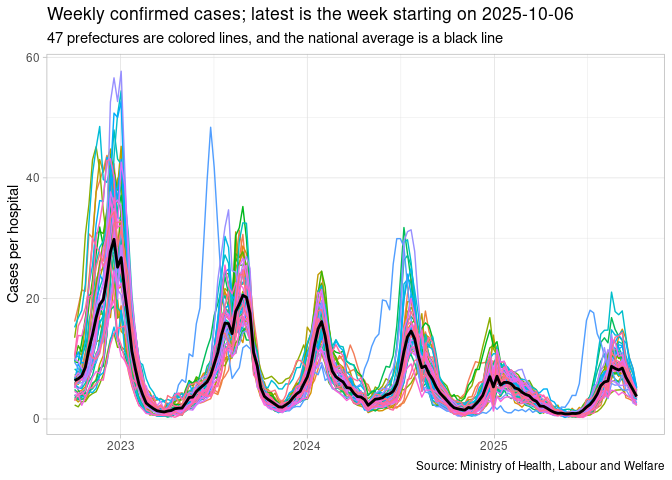 Weekly confirmed cases; latest is the week starting on 2025-10-06
47 prefectures are colored lines, and the national average is a black line
60
40
20
0
Cases per hospital
2023
2024
2025
Source: Ministry of Health, Labour and Welfare